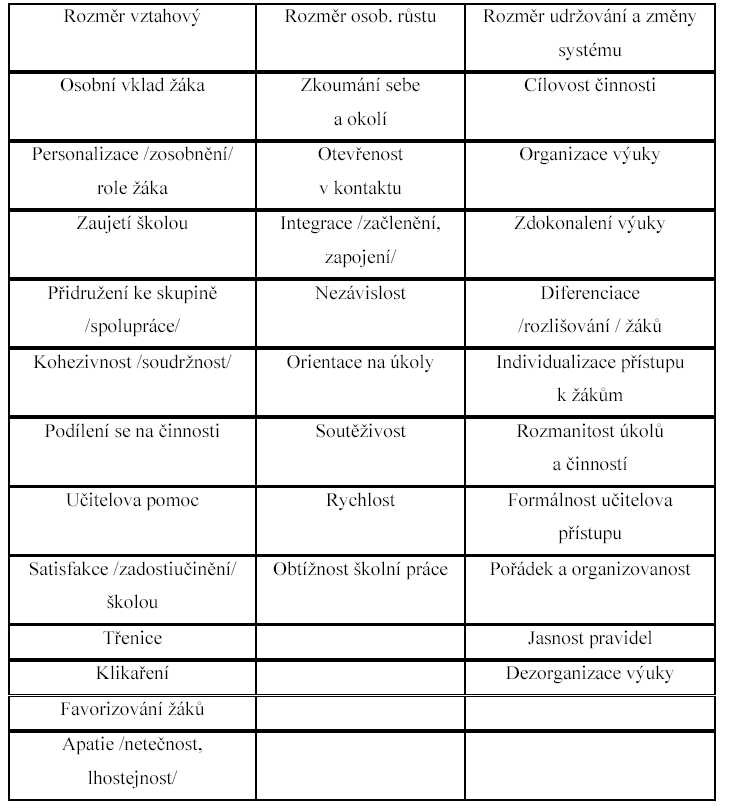 Rozměr vztahový
Rozměr osob. růstu
Rozměr udržování a změny
systému
Osobní vklad žáka
Zkoumání sebe
a okolí
Cílovost činnosti
Personalizace /zosobnění/
role žáka
Otevřenost
v kontaktu
Organizace výuky
Zaujetí školou
Integrace /začlenění,
zapojení/
Zdokonalení výuky
Přidružení ke skupině
/spolupráce/
Nezávislost
Diferenciace
/rozlišování / žáků
Kohezivnost /soudržnost/
Orientace na úkoly
Individualizace přístupu
k žákům
Podílení se na činnosti
Soutěživost
Rozmanitost úkolů
a činností
Učitelova pomoc
Rychlost
Formálnost učitelova
přístupu
Satisfakce /zadostiučinění/
školou
Obtížnost školní práce
Pořádek a organizovanost
Třenice
Jasnost pravidel
Klikaření
Dezorganizace výuky
Favorizování žáků
Apatie /netečnost,
lhostejnost/